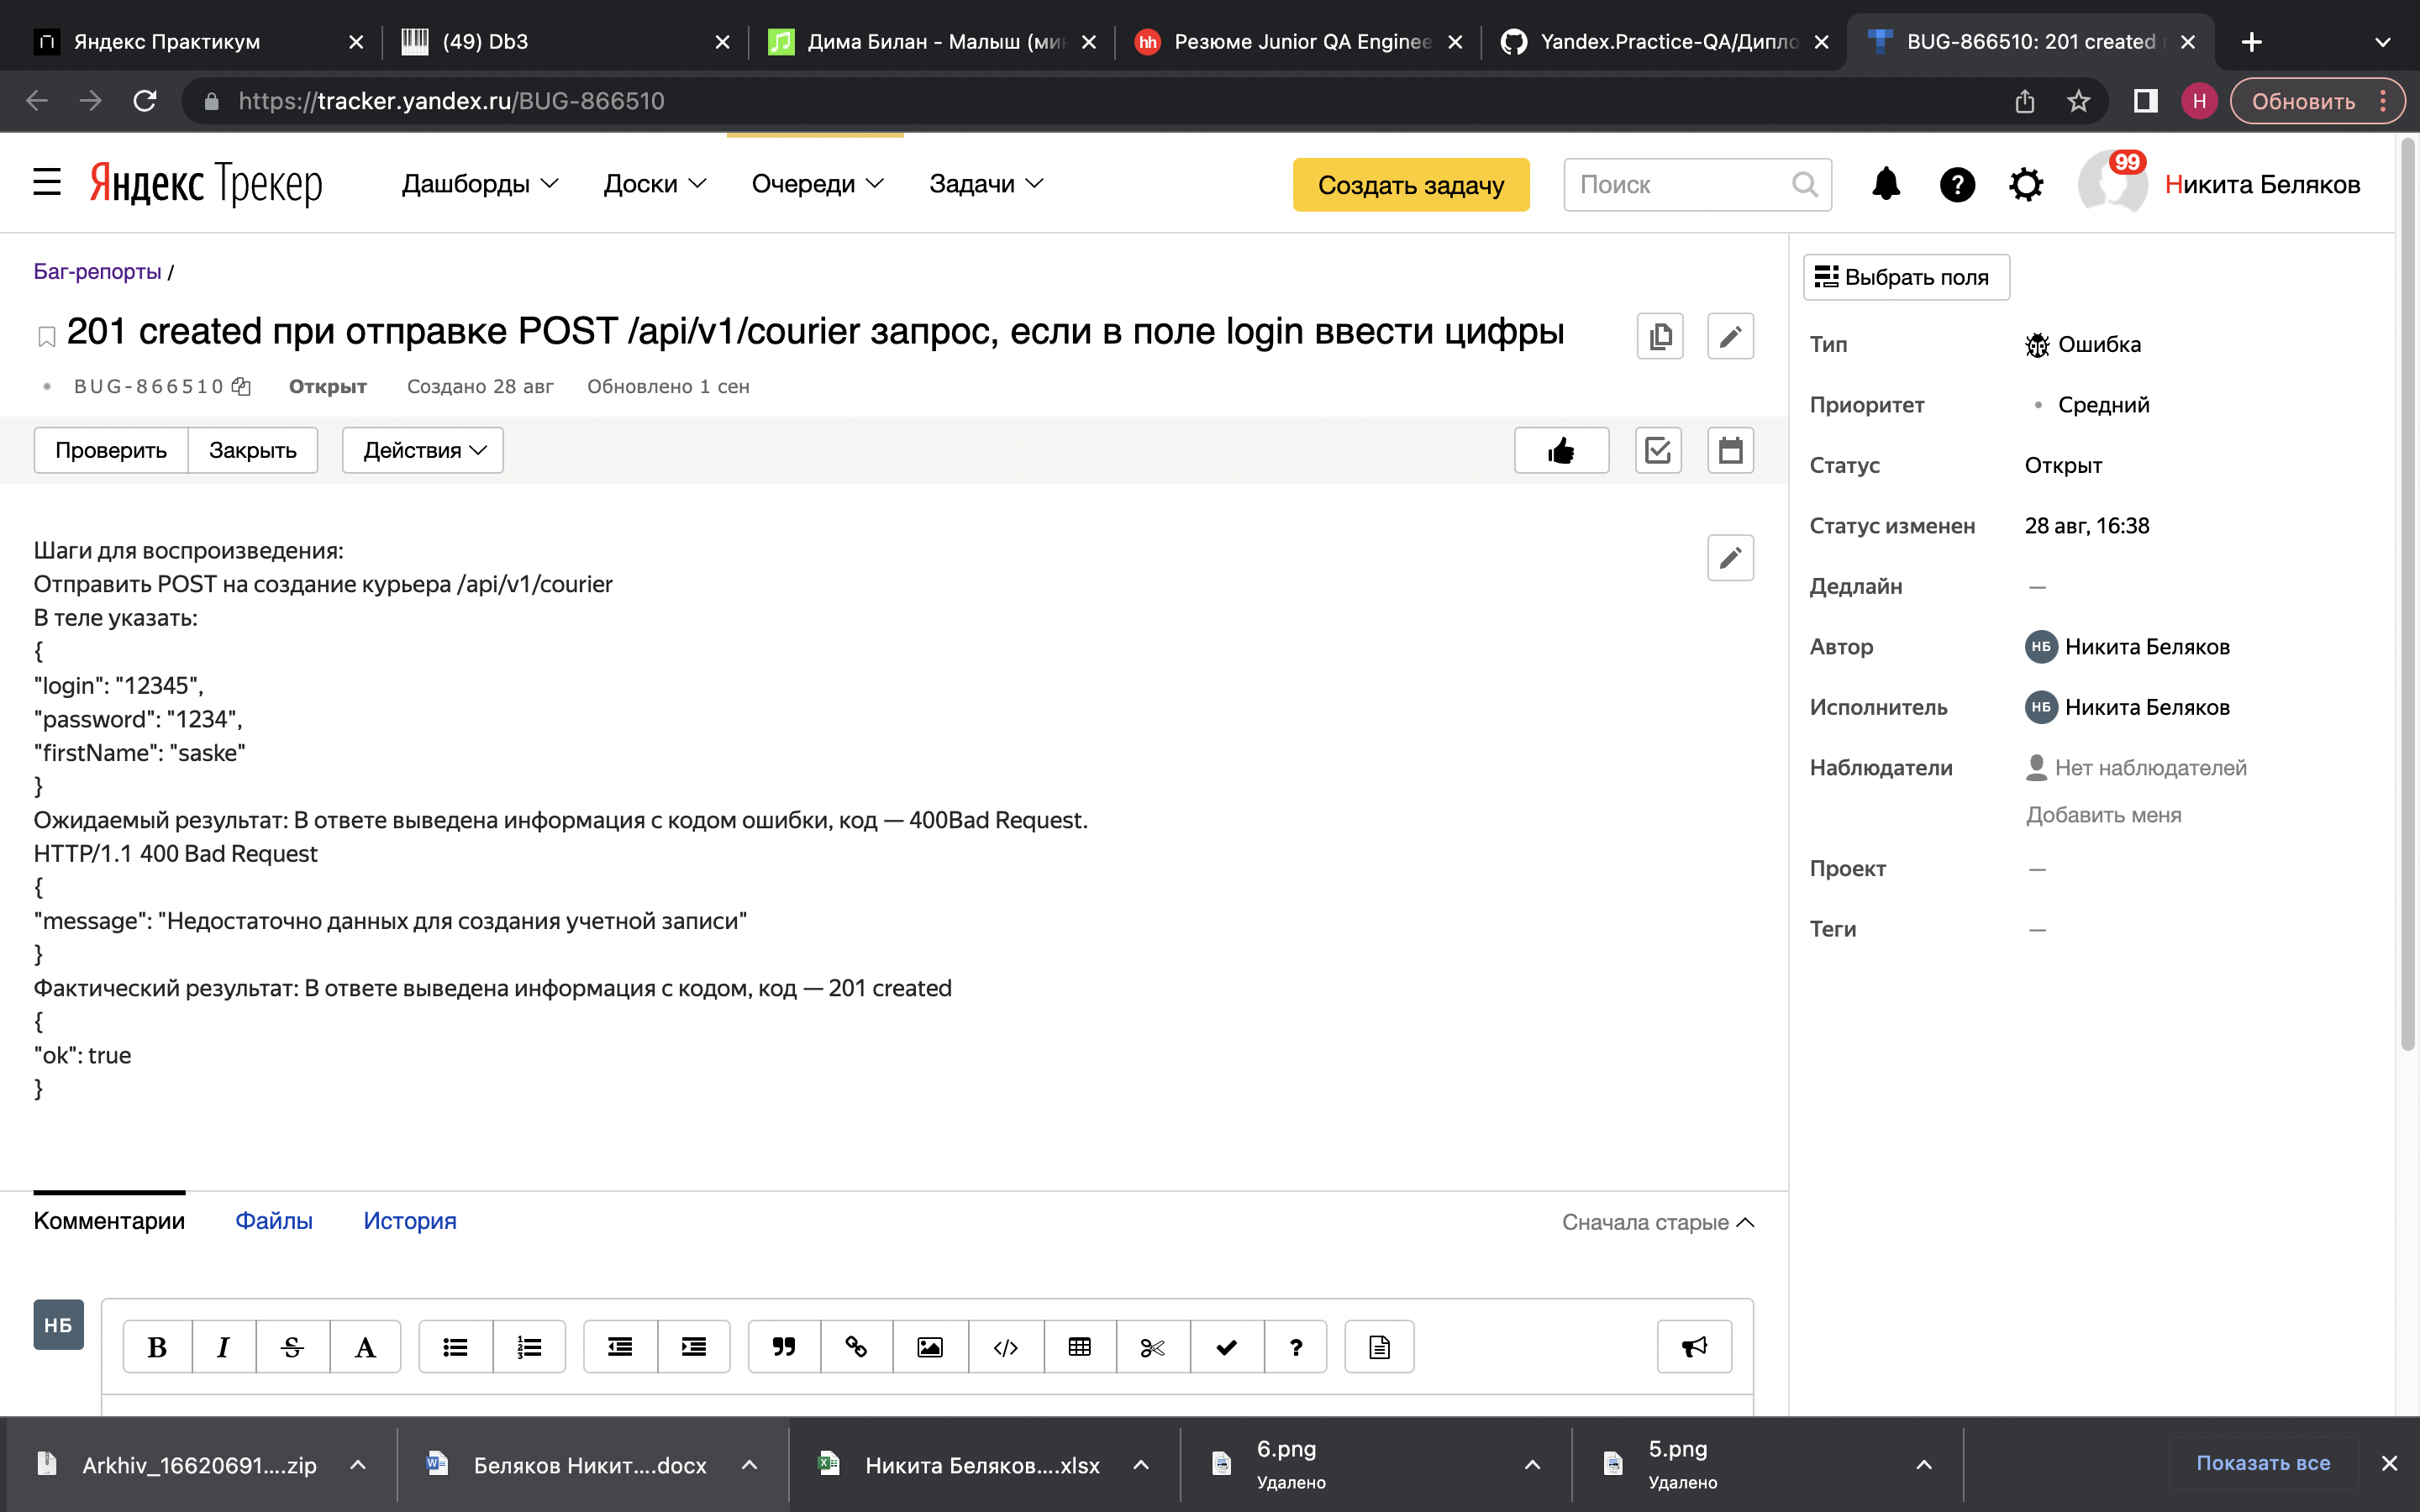 Яндекс Практикум
(49) Db3
Дима Билан - Малыш (ми
Резюме Junior QA Enginee
Yandex.Practice-QA/Дипло
BUG-866510: 201 created
https://tracker.yandex.ru/BUG-866510
Н
Обновить
Яндекс Трекер
Дашборды
Доски
Очереди
Задачи
Создать задачу
Поиск
99
Никита Беляков
Баг-репорты /
201 created при отправке POST /api/v1/courier запрос, если в поле login ввести цифры
BUG-866510 Открыт Создано 28 авг Обновлено 1 сен
Проверить Закрыть Действия
Шаги для воспроизведения:
Отправить POST на создание курьера /api/v1/courier
В теле указать:
{
"login": "12345",
"password": "1234",
"firstName": "saske"
}
Ожидаемый результат: В ответе выведена информация с кодом ошибки, код — 400Bad Request.
HTTP/1.1 400 Bad Request
{
"message": "Недостаточно данных для создания учетной записи"
}
Фактический результат: В ответе выведена информация с кодом, код — 201 created
{
"ok": true
}
Выбрать поля
Тип Ошибка
Приоритет Средний
Статус Открыт
Статус изменен 28 авг, 16:38
Дедлайн —
Автор НБ Никита Беляков
Исполнитель НБ Никита Беляков
Наблюдатели Нет наблюдателей
Добавить меня
Проект —
Теги —
Комментарии Файлы История Сначала старые
НБ
Arkhiv_16620691....zip
Беляков Никит....docx
Никита Беляков....xlsx
6.png
Удалено
5.png
Удалено
Показать все